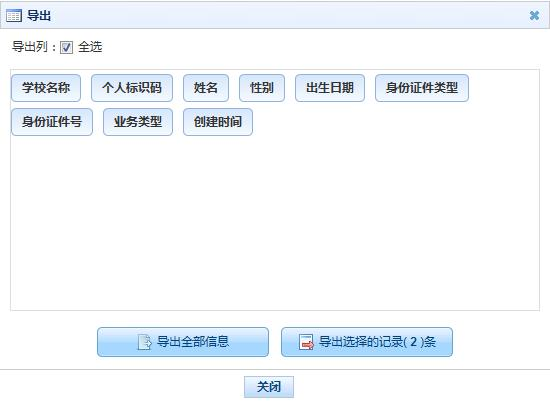 导出
导出列：全选
学校名称 个人标识码 姓名 性别 出生日期 身份证件类型
身份证件号 业务类型 创建时间
导出全部信息 导出选择的记录( 2 )条
关闭